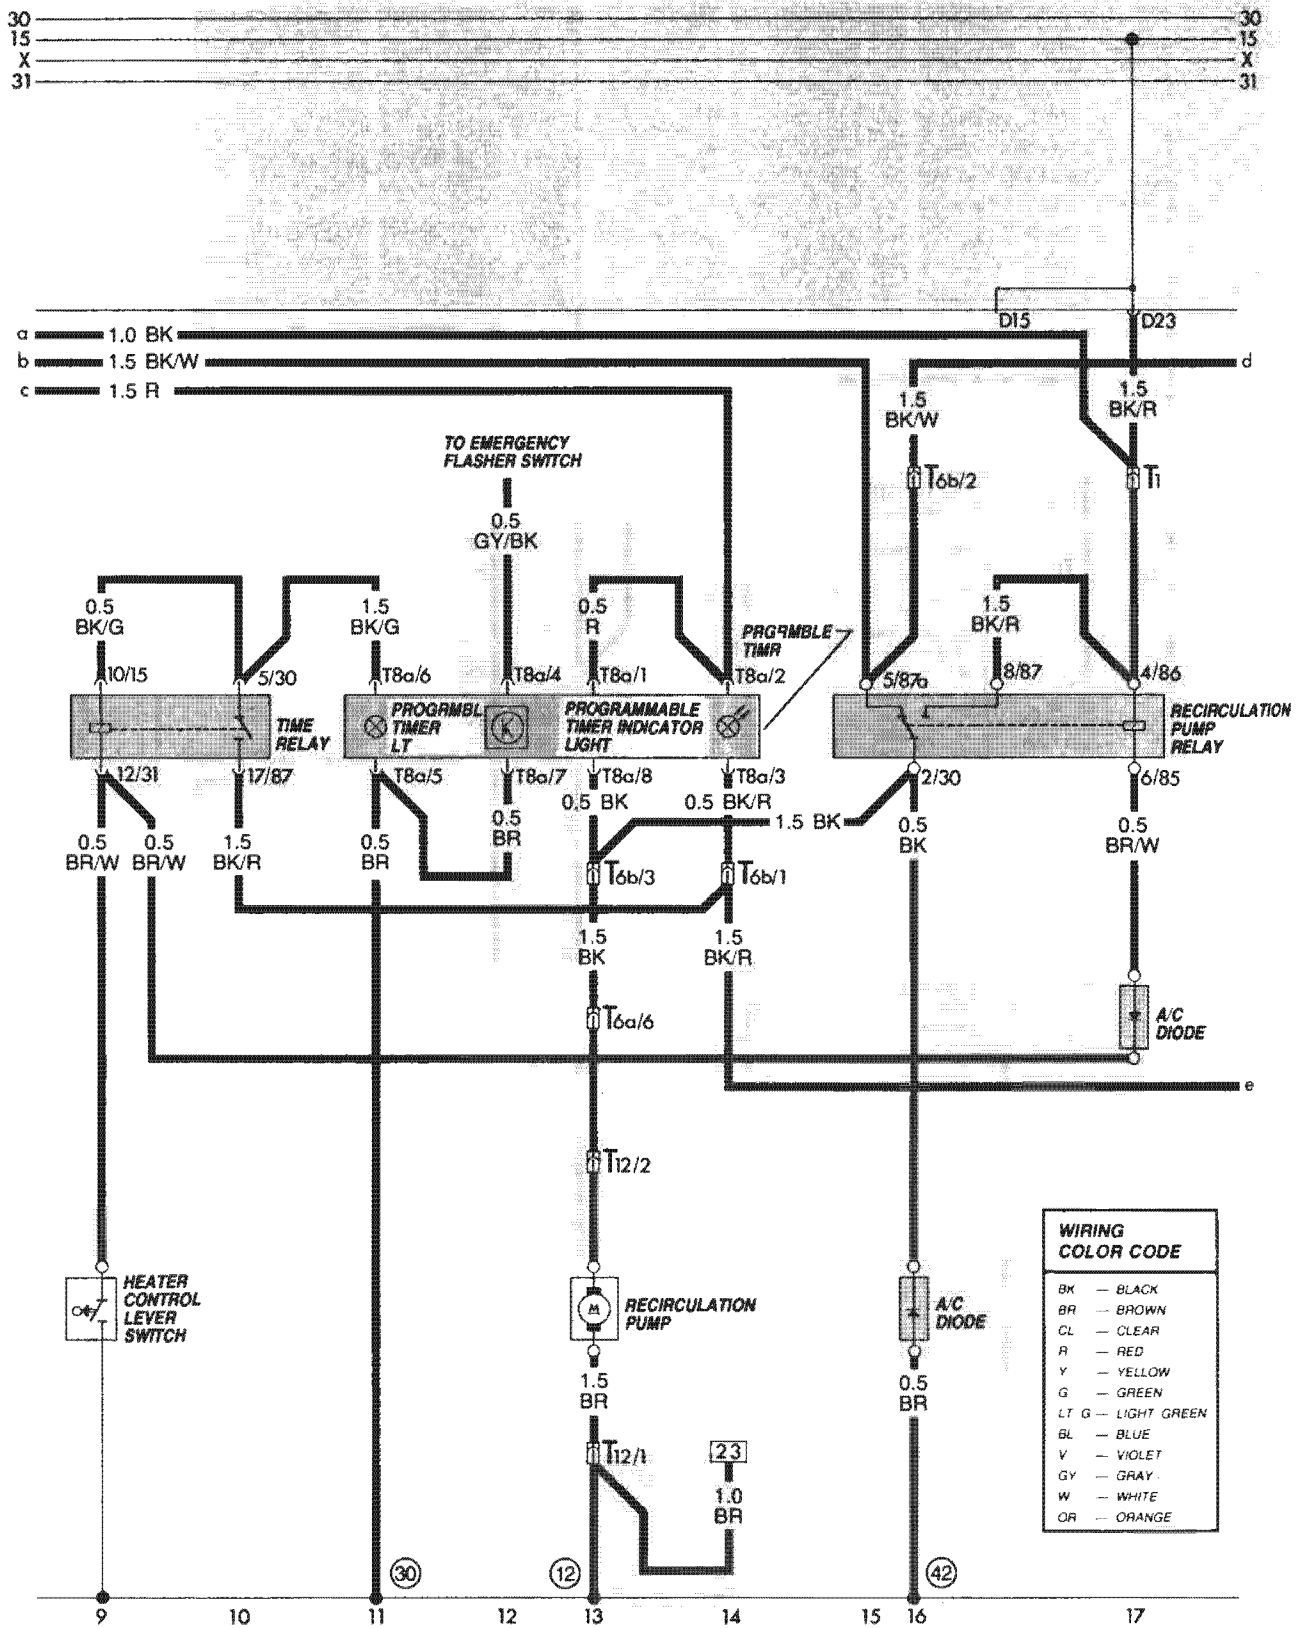 30 30
15 15
X X
31 31
D15 D23
a 1.0 BK
b 1.5 BK/W d
c 1.5 R
1.5
BK/W
1.5
BK/R
TO EMERGENCY
FLASHER SWITCH
T6b/2 T1
0.5
GY/BK
0.5
BK/G
1.5
BK/G
0.5
R
1.5
BK/R
PRGRMBLE
TIMR
10/15 5/30 T8a/6 T8a/4 T8a/1 T8a/2 5/87a 8/87 4/86
TIME
RELAY
PROGRMBL
TIMER
LT
K
PROGRAMMABLE
TIMER INDICATOR
LIGHT
RECIRCULATION
PUMP
RELAY
12/31 17/87 T8a/5 T8a/7 T8a/8 T8a/3 2/30 6/85
0.5 BK 0.5 BK/R
1.5 BK
0.5
BR/W
0.5
BR/W
1.5
BK/R
0.5
BR
0.5
BR
0.5
BK
0.5
BR/W
T6b/3 T6b/1
1.5
BK
1.5
BK/R
T6a/6
A/C
DIODE
e
T12/2
WIRING
COLOR CODE
BK — BLACK
BR — BROWN
CL — CLEAR
R — RED
Y — YELLOW
G — GREEN
LT G — LIGHT GREEN
BL — BLUE
V — VIOLET
GY — GRAY
W — WHITE
OR — ORANGE
HEATER
CONTROL
LEVER
SWITCH
M
RECIRCULATION
PUMP
A/C
DIODE
1.5
BR
0.5
BR
T12/1 23
1.0
BR
30 12 42
9 10 11 12 13 14 15 16 17